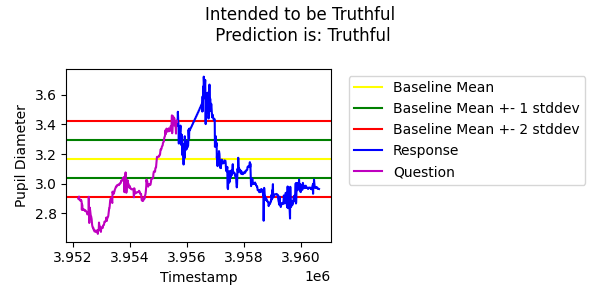 Intended to be Truthful
Prediction is: Truthful
Pupil Diameter
3.6
3.4
3.2
3.0
2.8
3.952 3.954 3.956 3.958 3.960
1e6
Timestamp
Baseline Mean
Baseline Mean +- 1 stddev
Baseline Mean +- 2 stddev
Response
Question